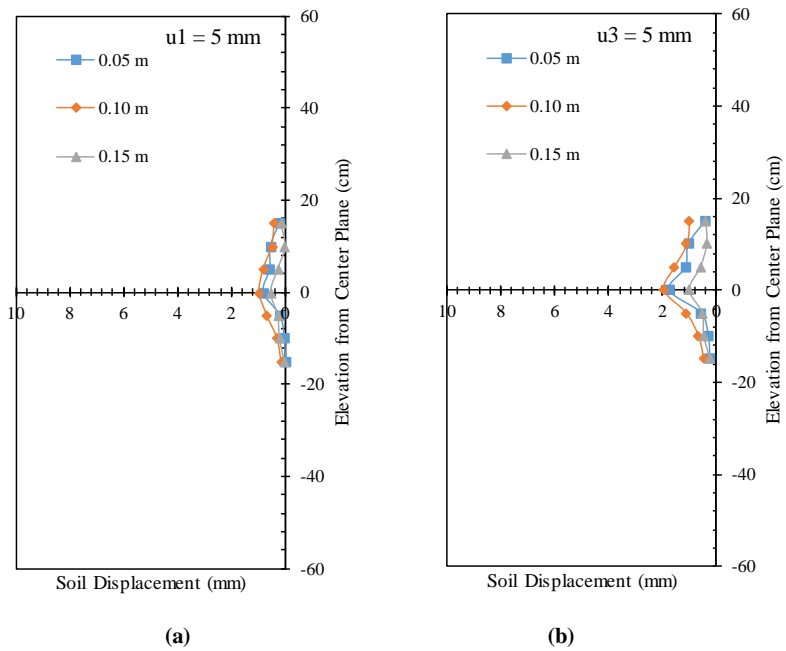 u1 = 5 mm
0.05 m
0.10 m
0.15 m
60
40
20
0
-20
-40
-60
10
8
6
4
2
0
Elevation from Center Plane (cm)
Soil Displacement (mm)
(a)
u3 = 5 mm
0.05 m
0.10 m
0.15 m
60
40
20
0
-20
-40
-60
10
8
6
4
2
0
Elevation from Center Plane (cm)
Soil Displacement (mm)
(b)